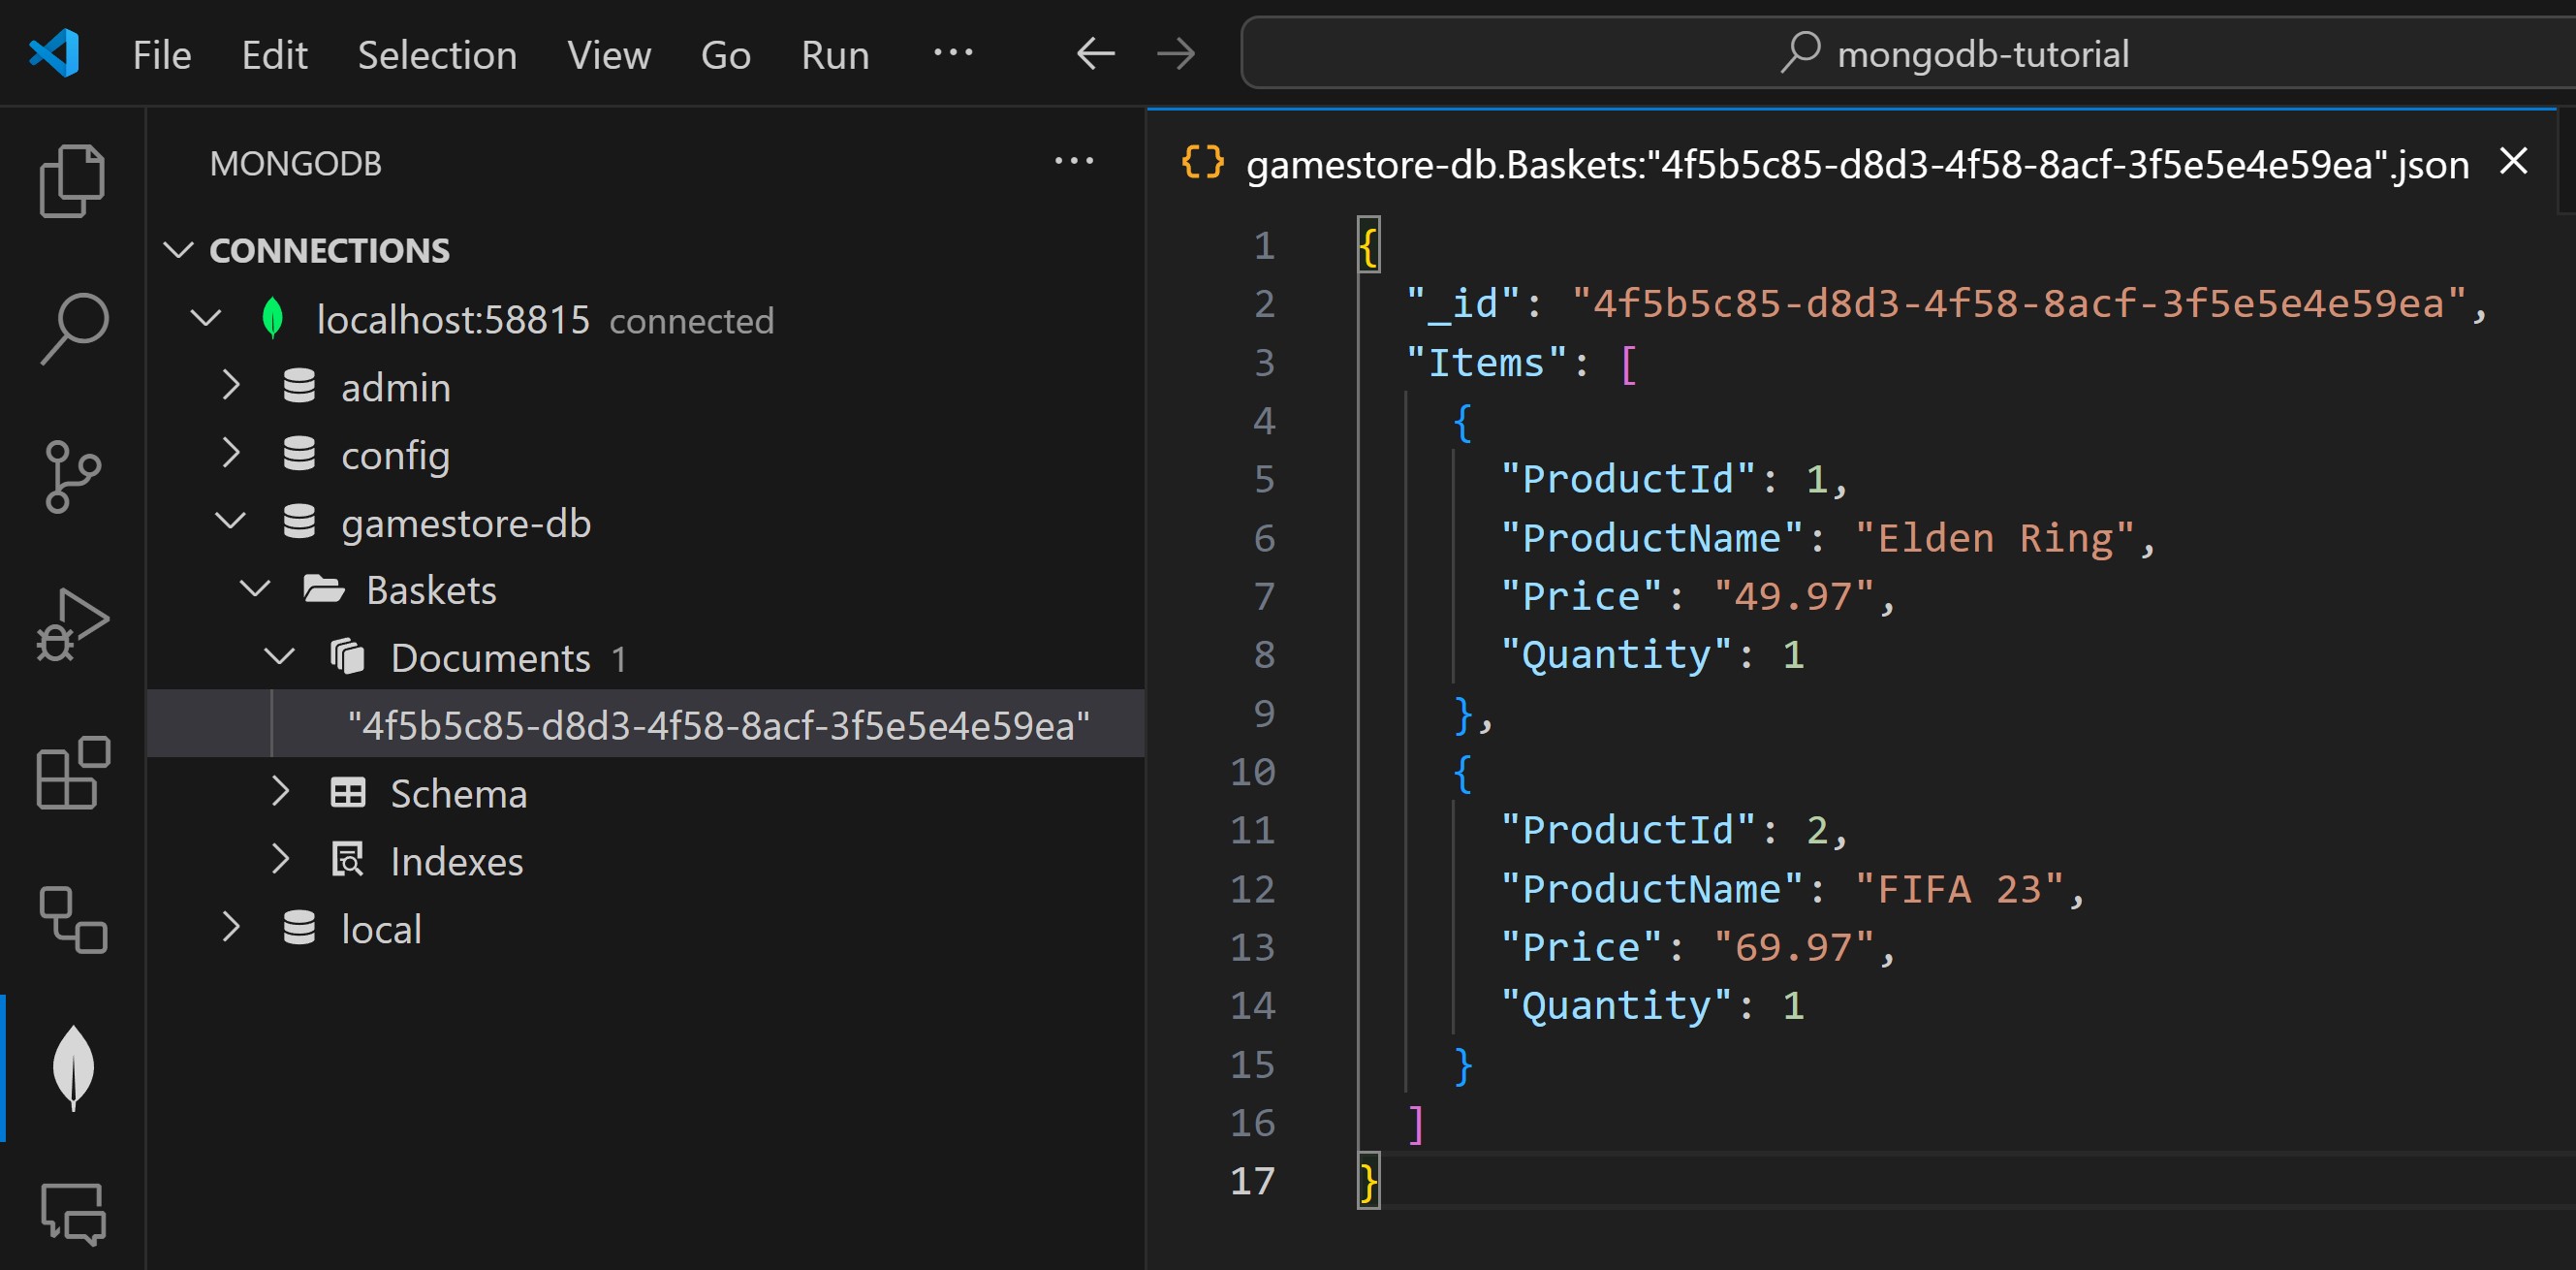 File Edit Selection View Go Run ··· mongodb-tutorial
MONGODB ···
CONNECTIONS
localhost:58815 connected
admin
config
gamestore-db
Baskets
Documents 1
"4f5b5c85-d8d3-4f58-8acf-3f5e5e4e59ea"
Schema
Indexes
local
{} gamestore-db.Baskets:"4f5b5c85-d8d3-4f58-8acf-3f5e5e4e59ea".json
1 {
2 "_id": "4f5b5c85-d8d3-4f58-8acf-3f5e5e4e59ea",
3 "Items": [
4 {
5 "ProductId": 1,
6 "ProductName": "Elden Ring",
7 "Price": "49.97",
8 "Quantity": 1
9 },
10 {
11 "ProductId": 2,
12 "ProductName": "FIFA 23",
13 "Price": "69.97",
14 "Quantity": 1
15 }
16 ]
17 }